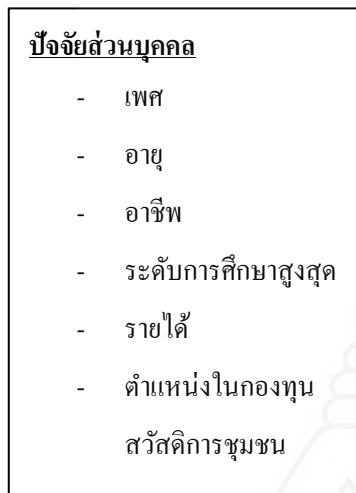 ปัจจัยส่วนบุคคล
- เพศ
- อายุ
- อาชีพ
- ระดับการศึกษาสูงสุด
- รายได้
- ตำแหน่งในกองทุน
สวัสดิการชุมชน